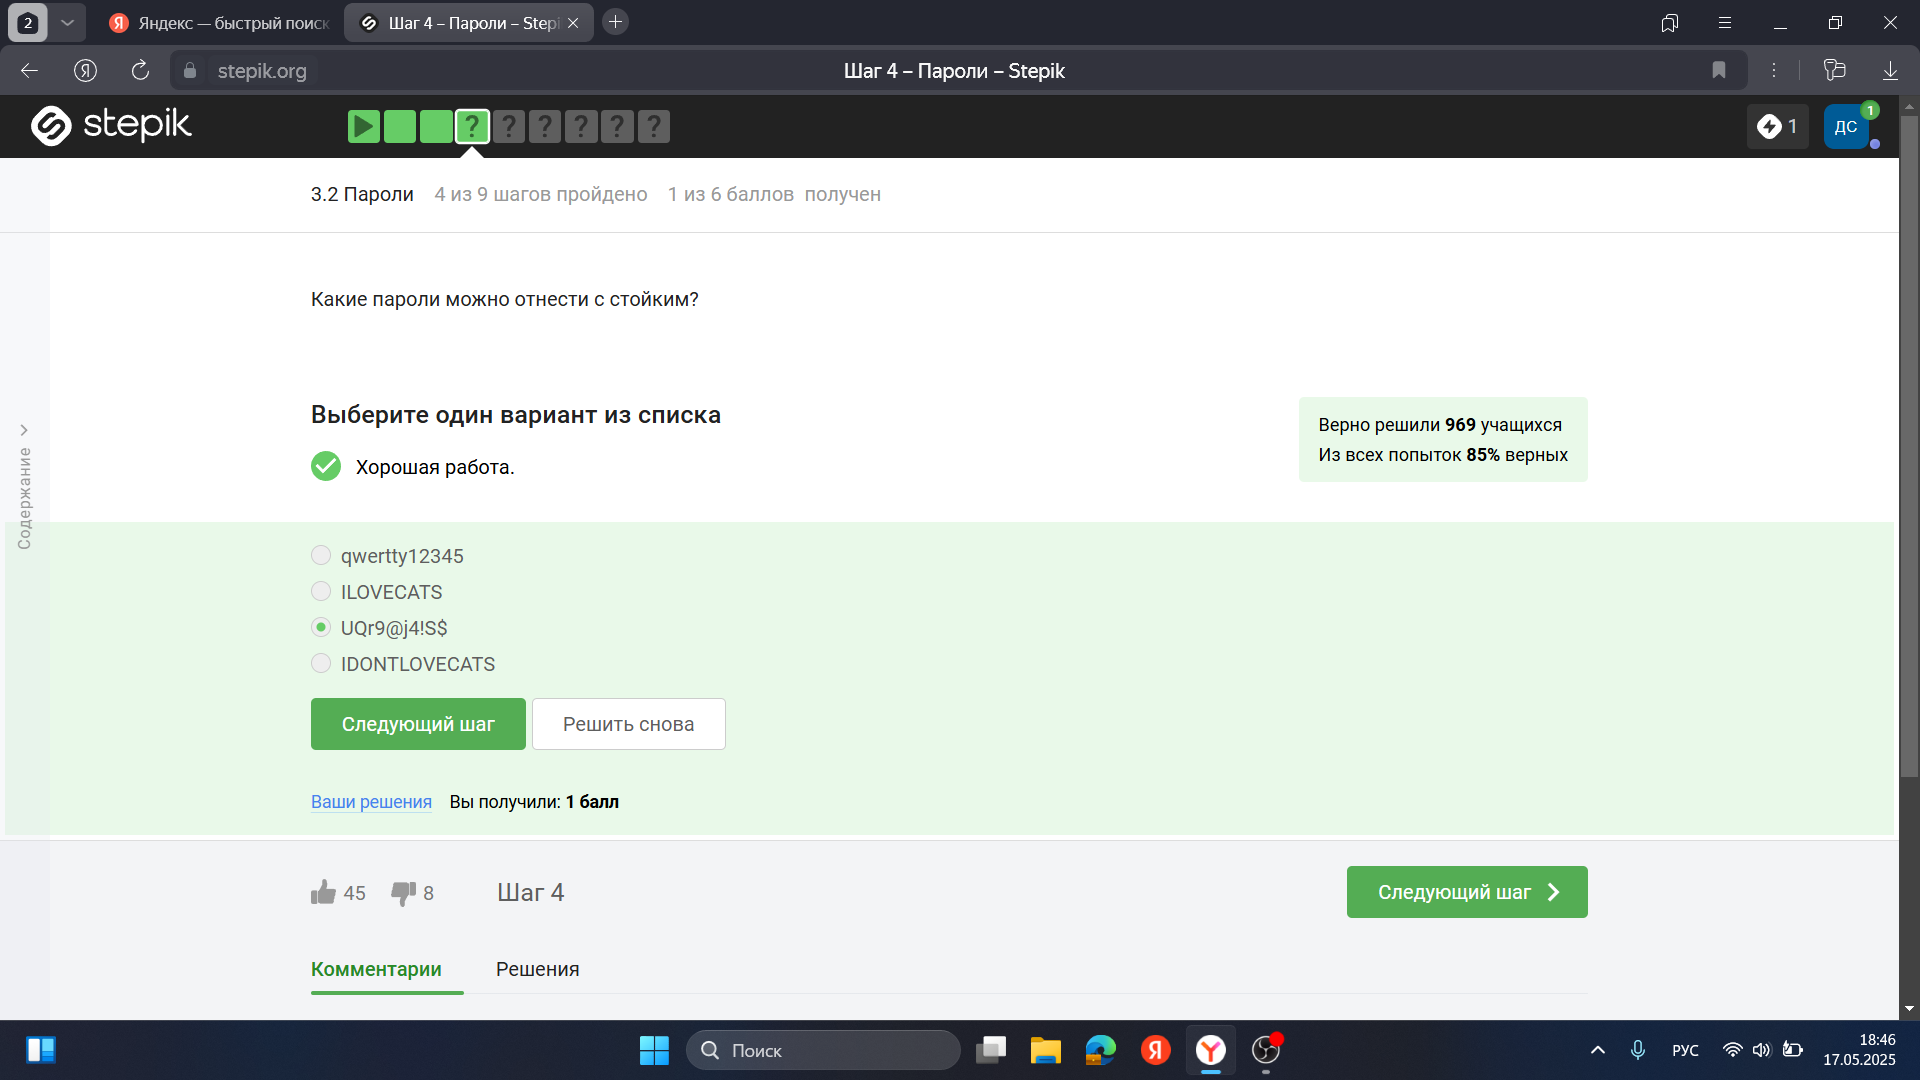 2
Яндекс — быстрый поиск
Шаг 4 – Пароли – Stepi
stepik.org
Шаг 4 – Пароли – Stepik
stepik
? ? ? ? ? ?
1
ДС
1
3.2 Пароли 4 из 9 шагов пройдено 1 из 6 баллов получен
Какие пароли можно отнести с стойким?
Содержание
Выберите один вариант из списка
Хорошая работа.
Верно решили 969 учащихся
Из всех попыток 85% верных
qwertty12345
ILOVECATS
UQr9@j4!S$
IDONTLOVECATS
Следующий шаг
Решить снова
Ваши решения Вы получили: 1 балл
45
8
Шаг 4
Следующий шаг
Комментарии
Решения
Поиск
РУС
18:46
17.05.2025